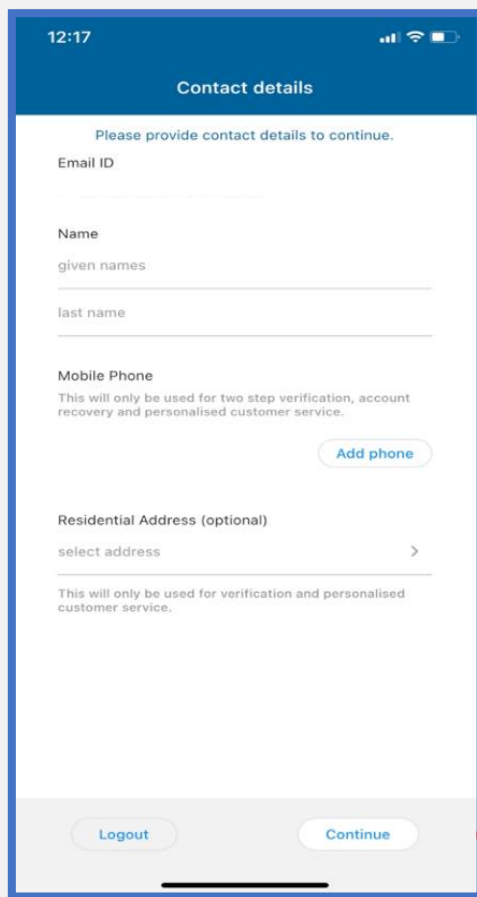 12:17
Contact details
Please provide contact details to continue.
Email ID
Name
given names
last name
Mobile Phone
This will only be used for two step verification, account
recovery and personalised customer service.
Add phone
Residential Address (optional)
select address
This will only be used for verification and personalised
customer service.
Logout
Continue